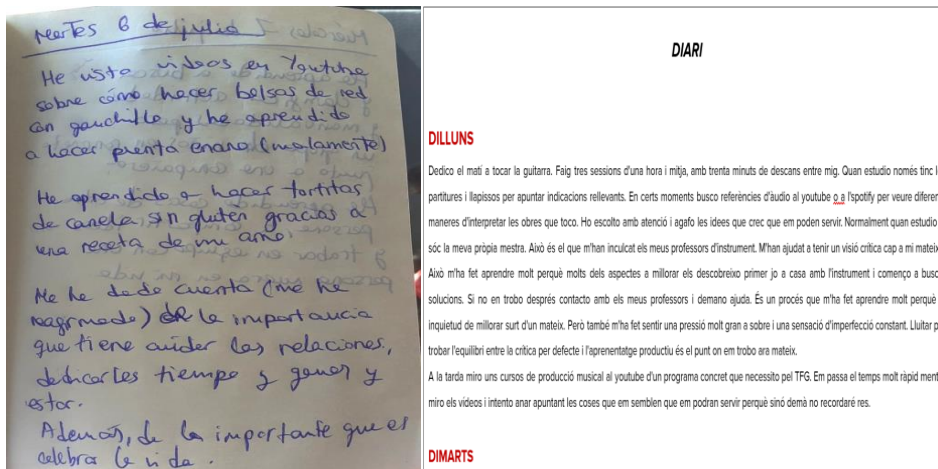 Martes 6 de julio
He visto videos en Youtube
sobre cómo hacer bolsas de red
con ganchillo y he aprendido
a hacer punto enano (malamente)
He aprendido a hacer tortitas
de canela sin gluten gracias a
una receta de mi ama
Me he dado cuenta (me he
reafirmado) de la importancia
que tiene cuidar las relaciones,
dedicarles tiempo y ganas y
estar.
Además, de lo importante que es
celebrar la vida.
DIARI
DILLUNS
Dedico el matí a tocar la guitarra. Faig tres sessions d'una hora i mitja, amb trenta minuts de descans entre mig. Quan estudio només tinc l
partitures i llapissos per apuntar indicacions rellevants. En certs moments busco referències d'àudio al youtube o a l'spotify per veure diferen
maneres d'interpretar les obres que toco. Ho escolto amb atenció i agafo les idees que crec que em poden servir. Normalment quan estudio
sóc la meva pròpia mestra. Això és el que m'han inculcat els meus professors d'instrument. M'han ajudat a tenir un visió crítica cap a mi mateix
Això m'ha fet aprendre molt perquè molts dels aspectes a millorar els descobreixo primer jo a casa amb l'instrument i començo a busc
solucions. Si no en trobo després contacto amb els meus professors i demano ajuda. És un procés que m'ha fet aprendre molt perquè
inquietud de millorar surt d'un mateix. Però també m'ha fet sentir una pressió molt gran a sobre i una sensació d'imperfecció constant. Lluitar p
trobar l'equilibri entre la crítica per defecte i l'aprenentatge productiu és el punt on em trobo ara mateix.
A la tarda miro uns cursos de producció musical al youtube d'un programa concret que necessito pel TFG. Em passa el temps molt ràpid ment
miro els vídeos i intento anar apuntant les coses que em semblen que em podran servir perquè sinó demà no recordaré res.
DIMARTS